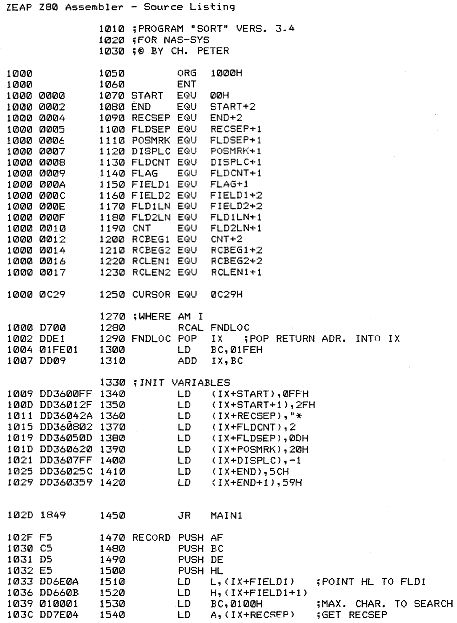 ZEAP Z80 Assembler - Source Listing
1010 ;PROGRAM "SORT" VERS. 3.4
1020 ;FOR NAS-SYS
1030 ;© BY CH. PETER
1000 1050 ORG 1000H
1000 1060 ENT
1000 0000 1070 START EQU 00H
1000 0002 1080 END EQU START+2
1000 0004 1090 RECSEP EQU END+2
1000 0005 1100 FLDSEP EQU RECSEP+1
1000 0006 1110 POSMRK EQU FLDSEP+1
1000 0007 1120 DISPLC EQU POSMRK+1
1000 0008 1130 FLDCNT EQU DISPLC+1
1000 0009 1140 FLAG EQU FLDCNT+1
1000 000A 1150 FIELD1 EQU FLAG+1
1000 000C 1160 FIELD2 EQU FIELD1+2
1000 000E 1170 FLD1LN EQU FIELD2+2
1000 000F 1180 FLD2LN EQU FLD1LN+1
1000 0010 1190 CNT EQU FLD2LN+1
1000 0012 1200 RCBEG1 EQU CNT+2
1000 0014 1210 RCBEG2 EQU RCBEG1+2
1000 0016 1220 RCLEN1 EQU RCBEG2+2
1000 0017 1230 RCLEN2 EQU RCLEN1+1
1000 0C29 1250 CURSOR EQU 0C29H
1270 ;WHERE AM I
1000 D700 1280 RCAL FNDLOC
1002 DDE1 1290 FNDLOC POP IX ;POP RETURN ADR. INTO IX
1004 01FE01 1300 LD BC,01FEH
1007 DD09 1310 ADD IX,BC
1330 ;INIT VARIABLES
1009 DD3600FF 1340 LD (IX+START),0FFH
100D DD36012F 1350 LD (IX+START+1),2FH
1011 DD36042A 1360 LD (IX+RECSEP),"*
1015 DD360802 1370 LD (IX+FLDCNT),2
1019 DD36050D 1380 LD (IX+FLDSEP),0DH
101D DD360620 1390 LD (IX+POSMRK),20H
1021 DD3607FF 1400 LD (IX+DISPLC),-1
1025 DD36025C 1410 LD (IX+END),5CH
1029 DD360359 1420 LD (IX+END+1),59H
102D 1849 1450 JR MAIN1
102F F5 1470 RECORD PUSH AF
1030 C5 1480 PUSH BC
1031 D5 1490 PUSH DE
1032 E5 1500 PUSH HL
1033 DD6E0A 1510 LD L,(IX+FIELD1) ;POINT HL TO FLD1
1036 DD660B 1520 LD H,(IX+FIELD1+1)
1039 010001 1530 LD BC,0100H ;MAX. CHAR. TO SEARCH
103C DD7E04 1540 LD A,(IX+RECSEP) ;GET RECSEP